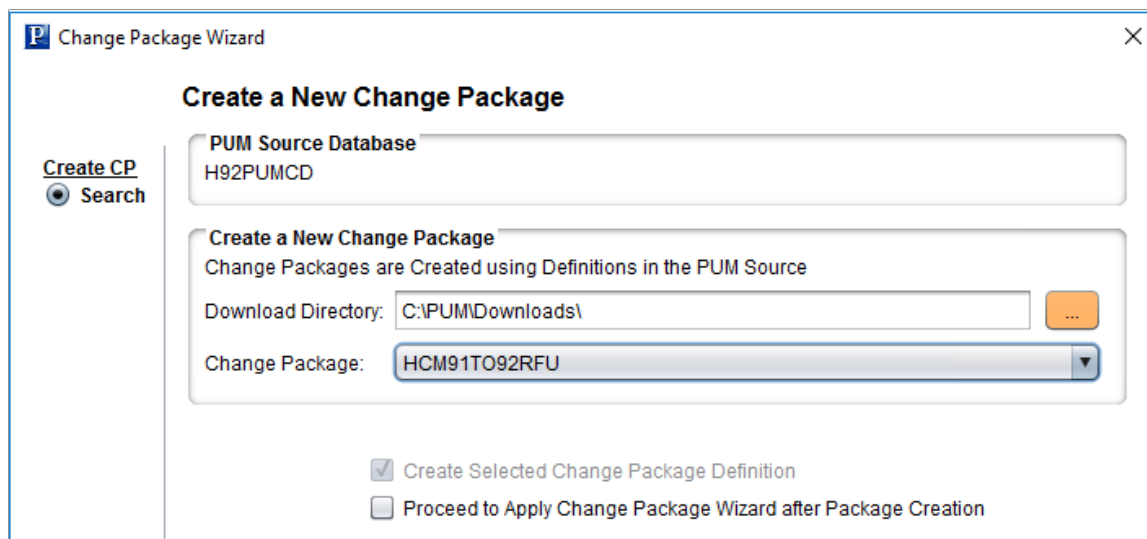 P Change Package Wizard
Create a New Change Package
PUM Source Database
H92PUMCD
Create CP
Search
Create a New Change Package
Change Packages are Created using Definitions in the PUM Source
Download Directory: C:\PUM\Downloads\ ...
Change Package: HCM91TO92RFU
Create Selected Change Package Definition
Proceed to Apply Change Package Wizard after Package Creation